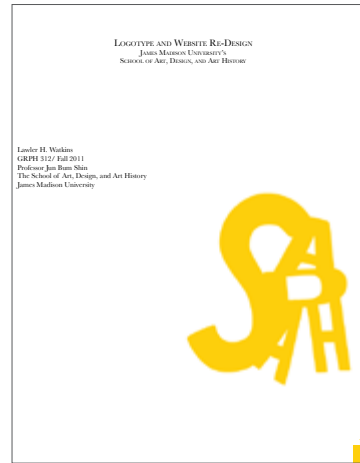 LOGOTYPE AND WEBSITE RE-DESIGN
JAMES MADISON UNIVERSITY'S
SCHOOL OF ART, DESIGN, AND ART HISTORY
Lawler H. Watkins
GRPH 312/ Fall 2011
Professor Jun Bum Shin
The School of Art, Design, and Art History
James Madison University
SADAAH